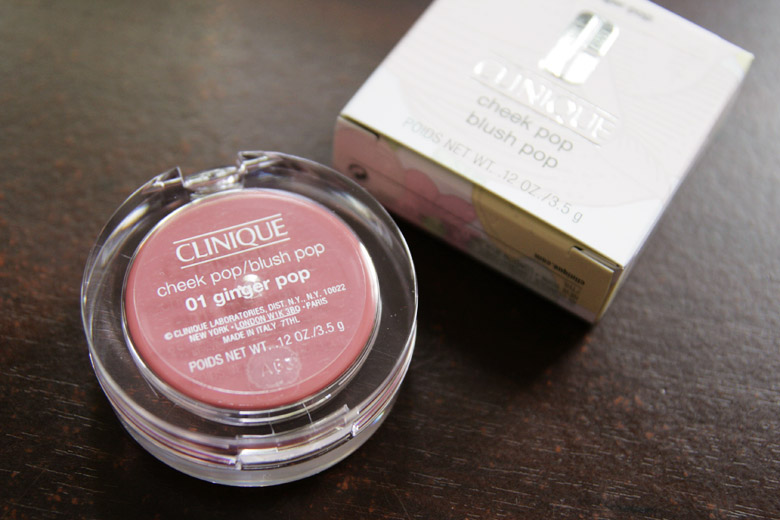 CLINIQUE
cheek pop
blush pop
POIDS NET WT. .12 OZ./3.5 g
CLINIQUE
cheek pop/blush pop
01 ginger pop
© CLINIQUE LABORATORIES, DIST. N.Y., N.Y. 10022
NEW YORK • LONDON W1K 3BQ • PARIS
MADE IN ITALY 7THL
POIDS NET WT. .12 OZ./3.5 g